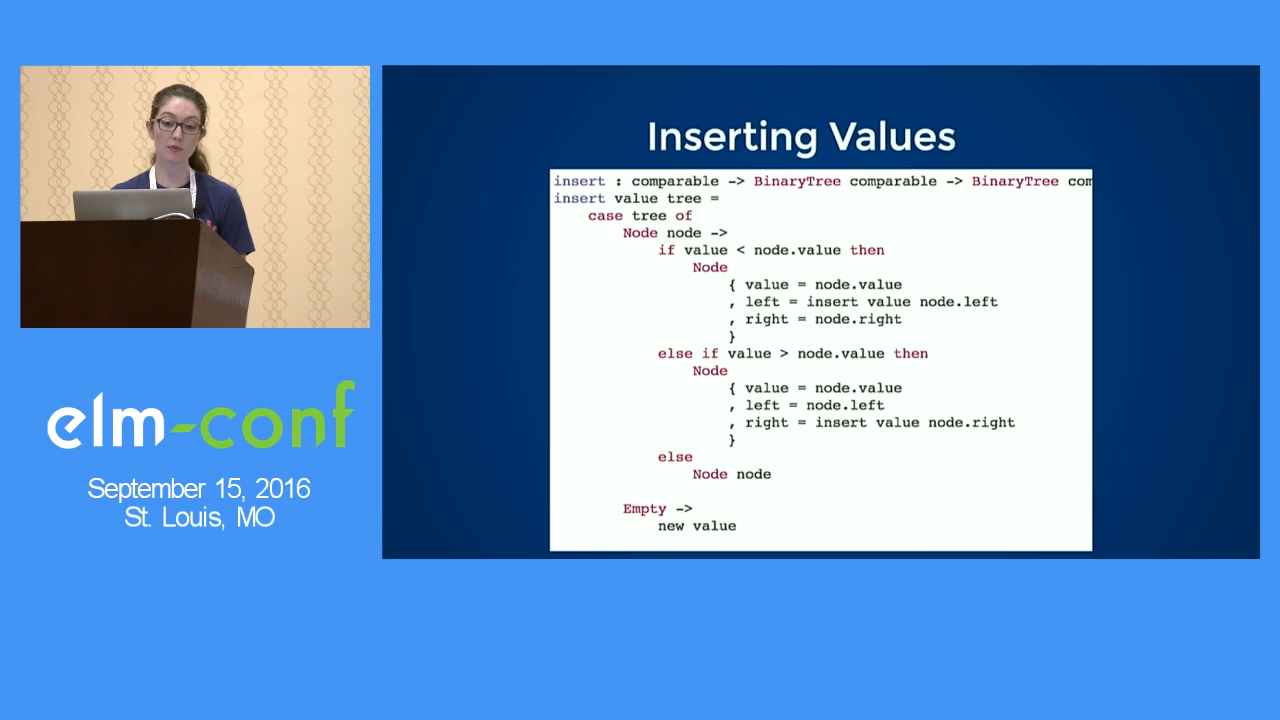 Inserting Values
insert : comparable -> BinaryTree comparable -> BinaryTree com
insert value tree =
    case tree of
        Node node ->
            if value < node.value then
                Node
                    { value = node.value
                    , left = insert value node.left
                    , right = node.right
                    }
            else if value > node.value then
                Node
                    { value = node.value
                    , left = node.left
                    , right = insert value node.right
                    }
            else
                Node node
        Empty ->
            new value
elm-conf
September 15, 2016
St. Louis, MO